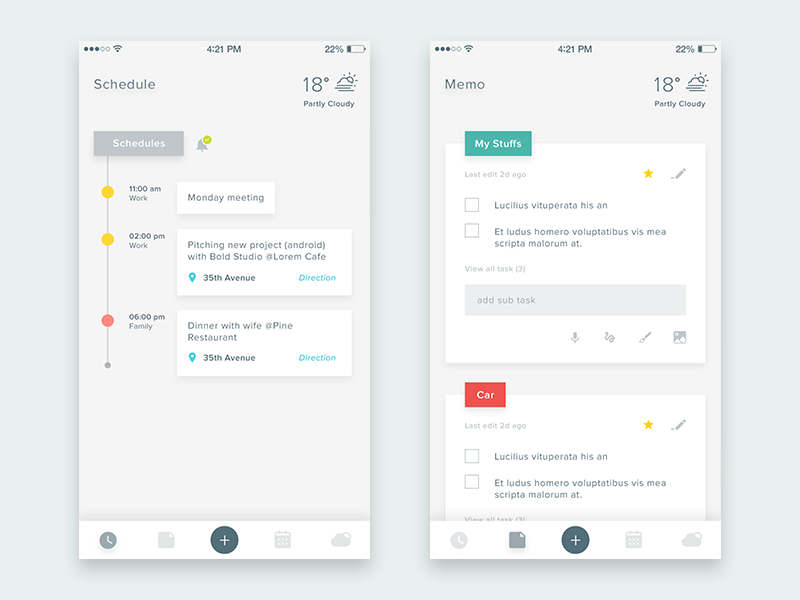 4:21 PM
22%
Schedule
18°
Partly Cloudy
Schedules
11:00 am
Work
Monday meeting
02:00 pm
Work
Pitching new project (android)
with Bold Studio @Lorem Cafe
35th Avenue
Direction
06:00 pm
Family
Dinner with wife @Pine
Restaurant
35th Avenue
Direction
4:21 PM
22%
Memo
18°
Partly Cloudy
My Stuffs
Last edit 2d ago
Lucilius vituperata his an
Et ludus homero voluptatibus vis mea
scripta malorum at.
View all task (3)
add sub task
Car
Last edit 2d ago
Lucilius vituperata his an
Et ludus homero voluptatibus vis mea
scripta malorum at.
View all task (3)